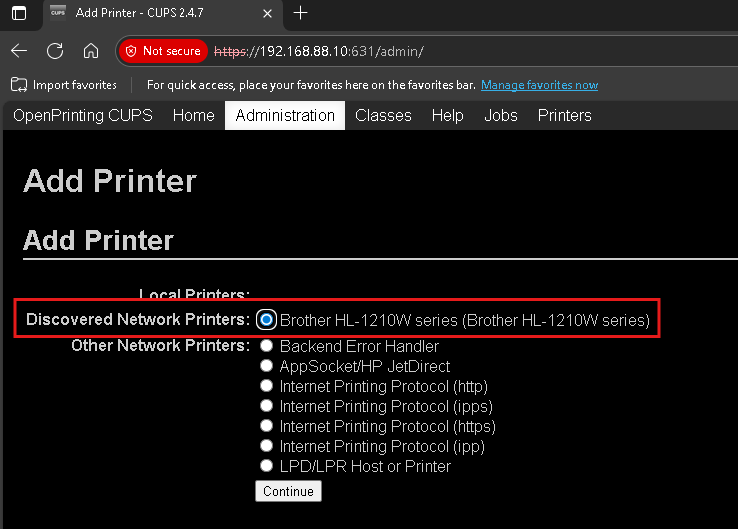 CUPS Add Printer - CUPS 2.4.7
Not secure https://192.168.88.10:631/admin/
Import favorites For quick access, place your favorites here on the favorites bar. Manage favorites now
OpenPrinting CUPS Home Administration Classes Help Jobs Printers
Add Printer
Add Printer
Local Printers:
Discovered Network Printers: Brother HL-1210W series (Brother HL-1210W series)
Other Network Printers: Backend Error Handler
AppSocket/HP JetDirect
Internet Printing Protocol (http)
Internet Printing Protocol (ipps)
Internet Printing Protocol (https)
Internet Printing Protocol (ipp)
LPD/LPR Host or Printer
Continue